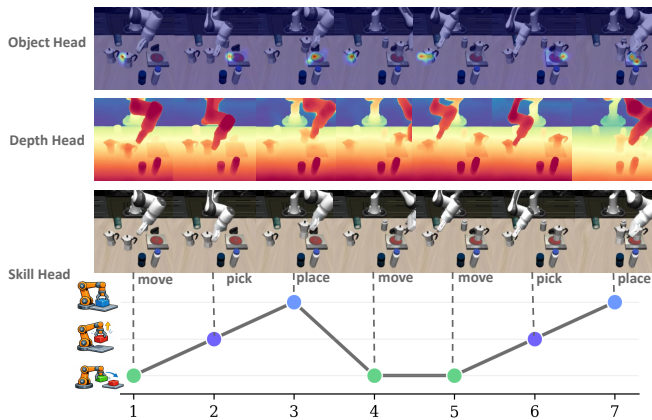 Object Head
Depth Head
Skill Head
move pick place move move pick place
1 2 3 4 5 6 7